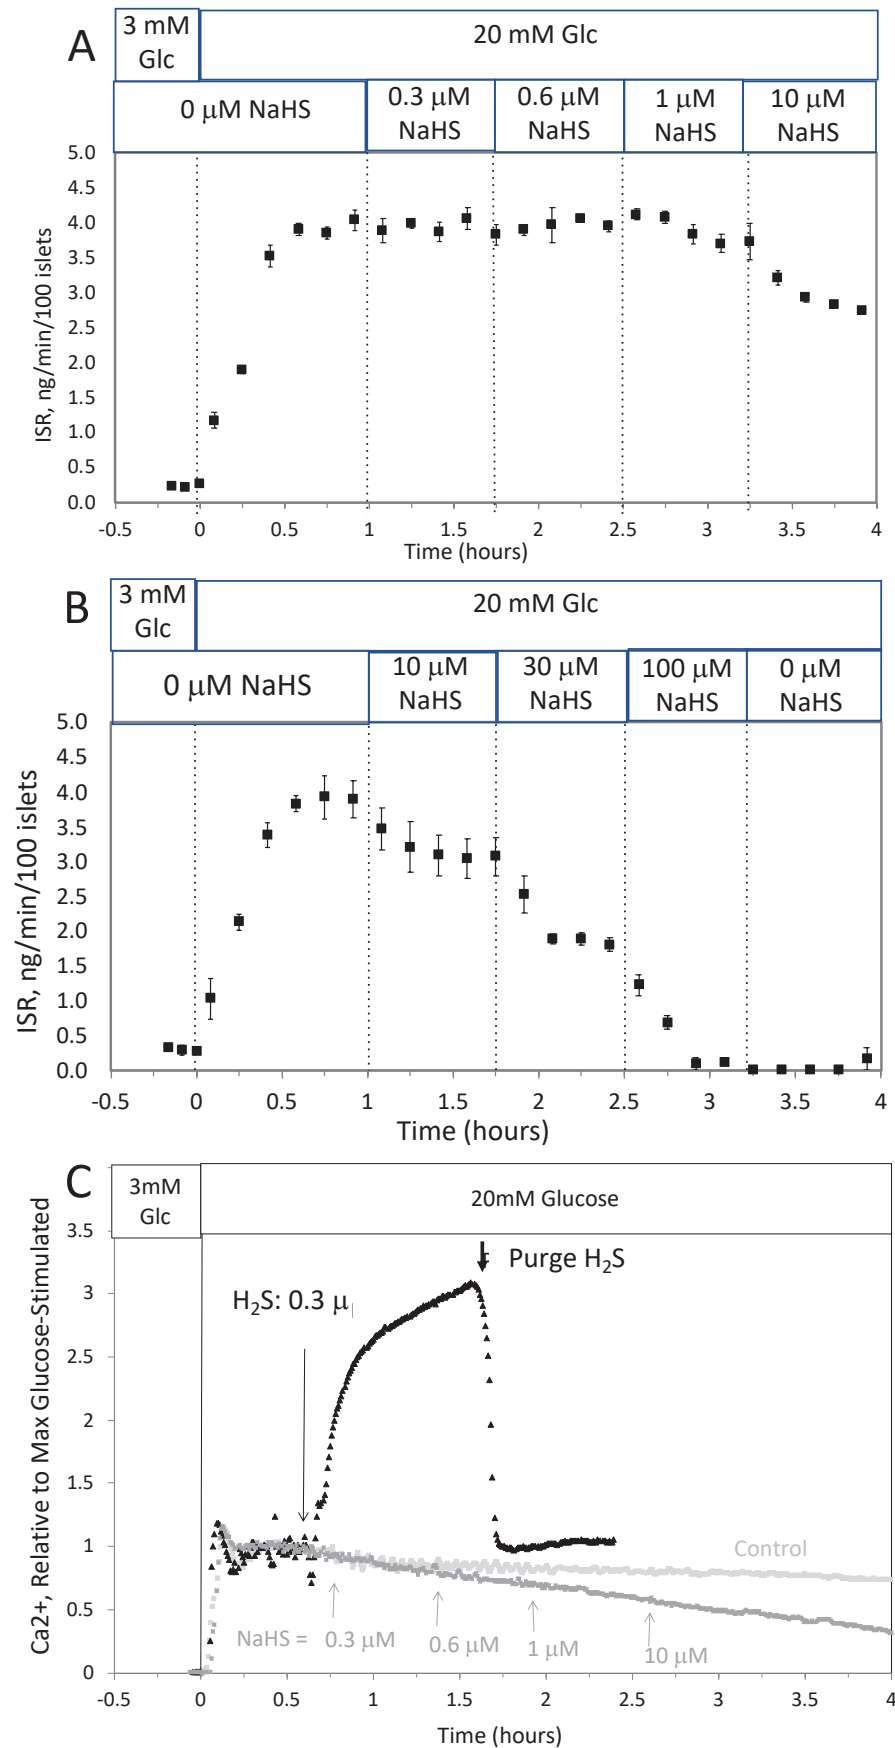 A
3 mM
Glc
20 mM Glc
0 μM NaHS
0.3 μM
NaHS
0.6 μM
NaHS
1 μM
NaHS
10 μM
NaHS
5.0
4.5
4.0
3.5
3.0
2.5
2.0
1.5
1.0
0.5
0.0
ISR, ng/min/100 islets
-0.5 0 0.5 1 1.5 2 2.5 3 3.5 4
Time (hours)
B
3 mM
Glc
20 mM Glc
0 μM NaHS
10 μM
NaHS
30 μM
NaHS
100 μM
NaHS
0 μM
NaHS
5.0
4.5
4.0
3.5
3.0
2.5
2.0
1.5
1.0
0.5
0.0
ISR, ng/min/100 islets
-0.5 0 0.5 1 1.5 2 2.5 3 3.5 4
Time (hours)
C
3mM
Glc
20mM Glucose
3.5
3
2.5
2
1.5
1
0.5
0
Ca2+, Relative to Max Glucose-Stimulated
Purge H₂S
H₂S: 0.3 μ
Control
NaHS = 0.3 μM
0.6 μM
1 μM
10 μM
-0.5 0 0.5 1 1.5 2 2.5 3 3.5 4
Time (hours)